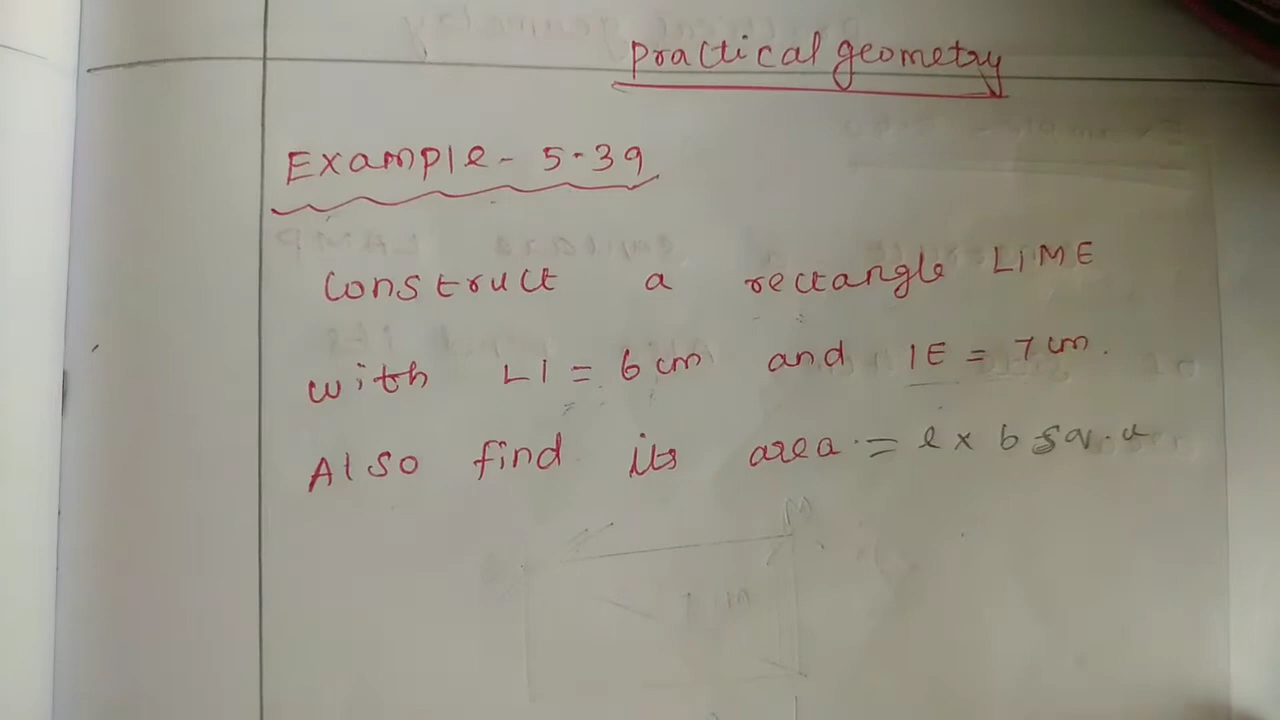 Practical geometry
Example - 5.39
Construct a rectangle LIME
with LI = 6 cm and IE = 7 cm.
Also find its area = l x b sq. u